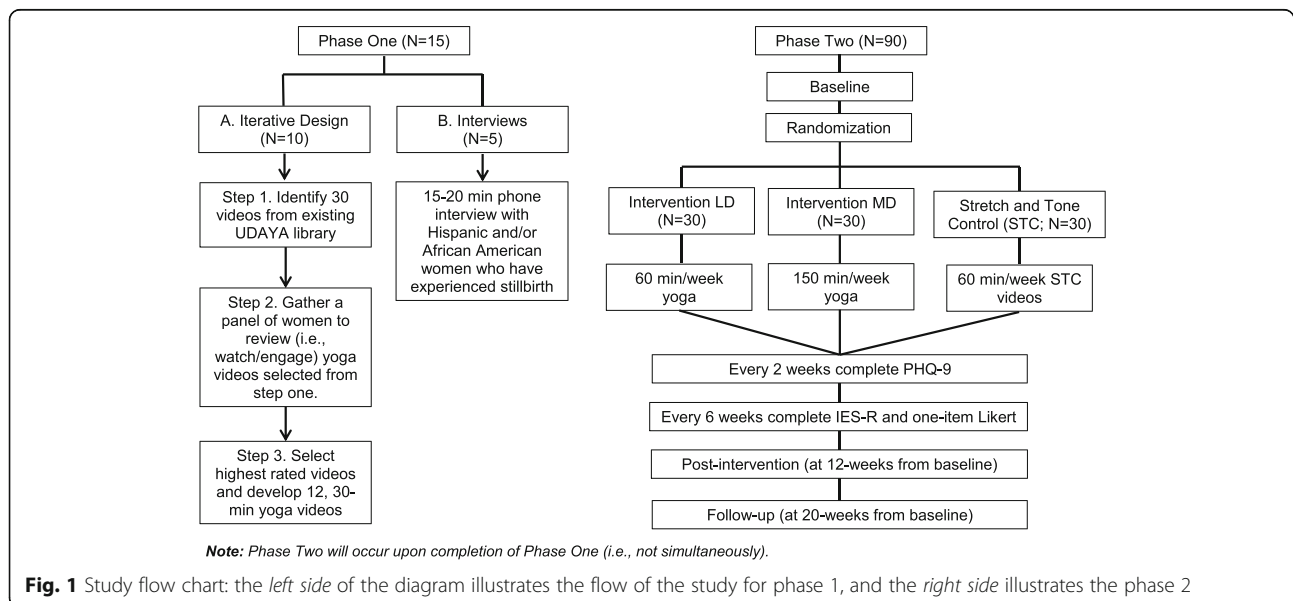 Phase One (N=15)
A. Iterative Design
(N=10)
Step 1. Identify 30
videos from existing
UDAYA library
Step 2. Gather a
panel of women to
review (i.e.,
watch/engage) yoga
videos selected from
step one.
Step 3. Select
highest rated videos
and develop 12, 30-
min yoga videos
B. Interviews
(N=5)
15-20 min phone
interview with
Hispanic and/or
African American
women who have
experienced stillbirth
Phase Two (N=90)
Baseline
Randomization
Intervention LD
(N=30)
Intervention MD
(N=30)
Stretch and Tone
Control (STC; N=30)
60 min/week
yoga
150 min/week
yoga
60 min/week STC
videos
Every 2 weeks complete PHQ-9
Every 6 weeks complete IES-R and one-item Likert
Post-intervention (at 12-weeks from baseline)
Follow-up (at 20-weeks from baseline)
Note: Phase Two will occur upon completion of Phase One (i.e., not simultaneously).
Fig. 1 Study flow chart: the left side of the diagram illustrates the flow of the study for phase 1, and the right side illustrates the phase 2